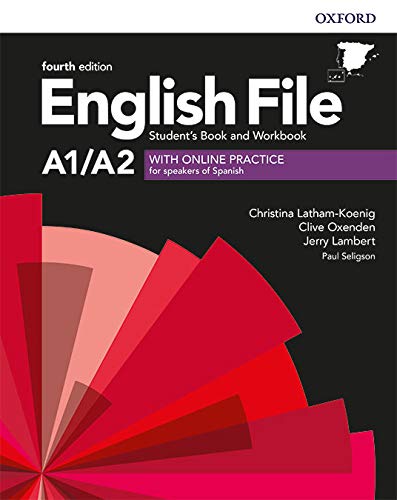 OXFORD
fourth edition
English File
Student's Book and Workbook
A1/A2
WITH ONLINE PRACTICE
for speakers of Spanish
Christina Latham-Koenig
Clive Oxenden
Jerry Lambert
Paul Seligson